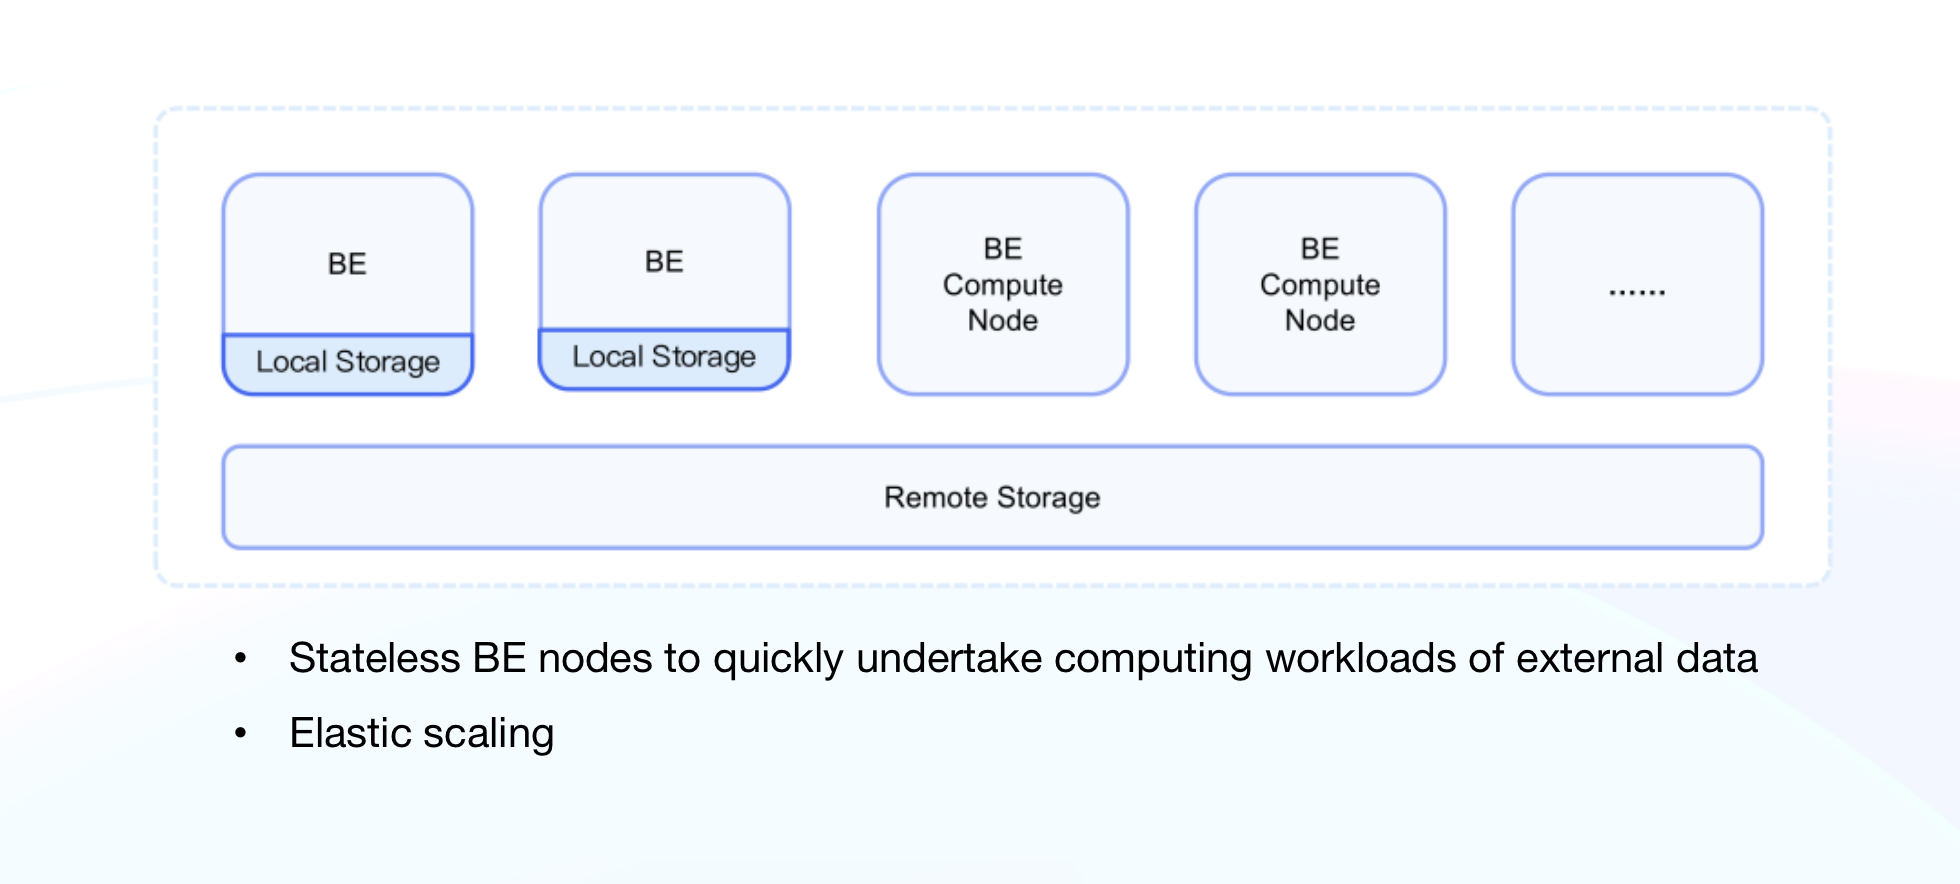 BE
Local Storage
BE
Local Storage
BE
Compute
Node
BE
Compute
Node
......
Remote Storage
• Stateless BE nodes to quickly undertake computing workloads of external data
• Elastic scaling